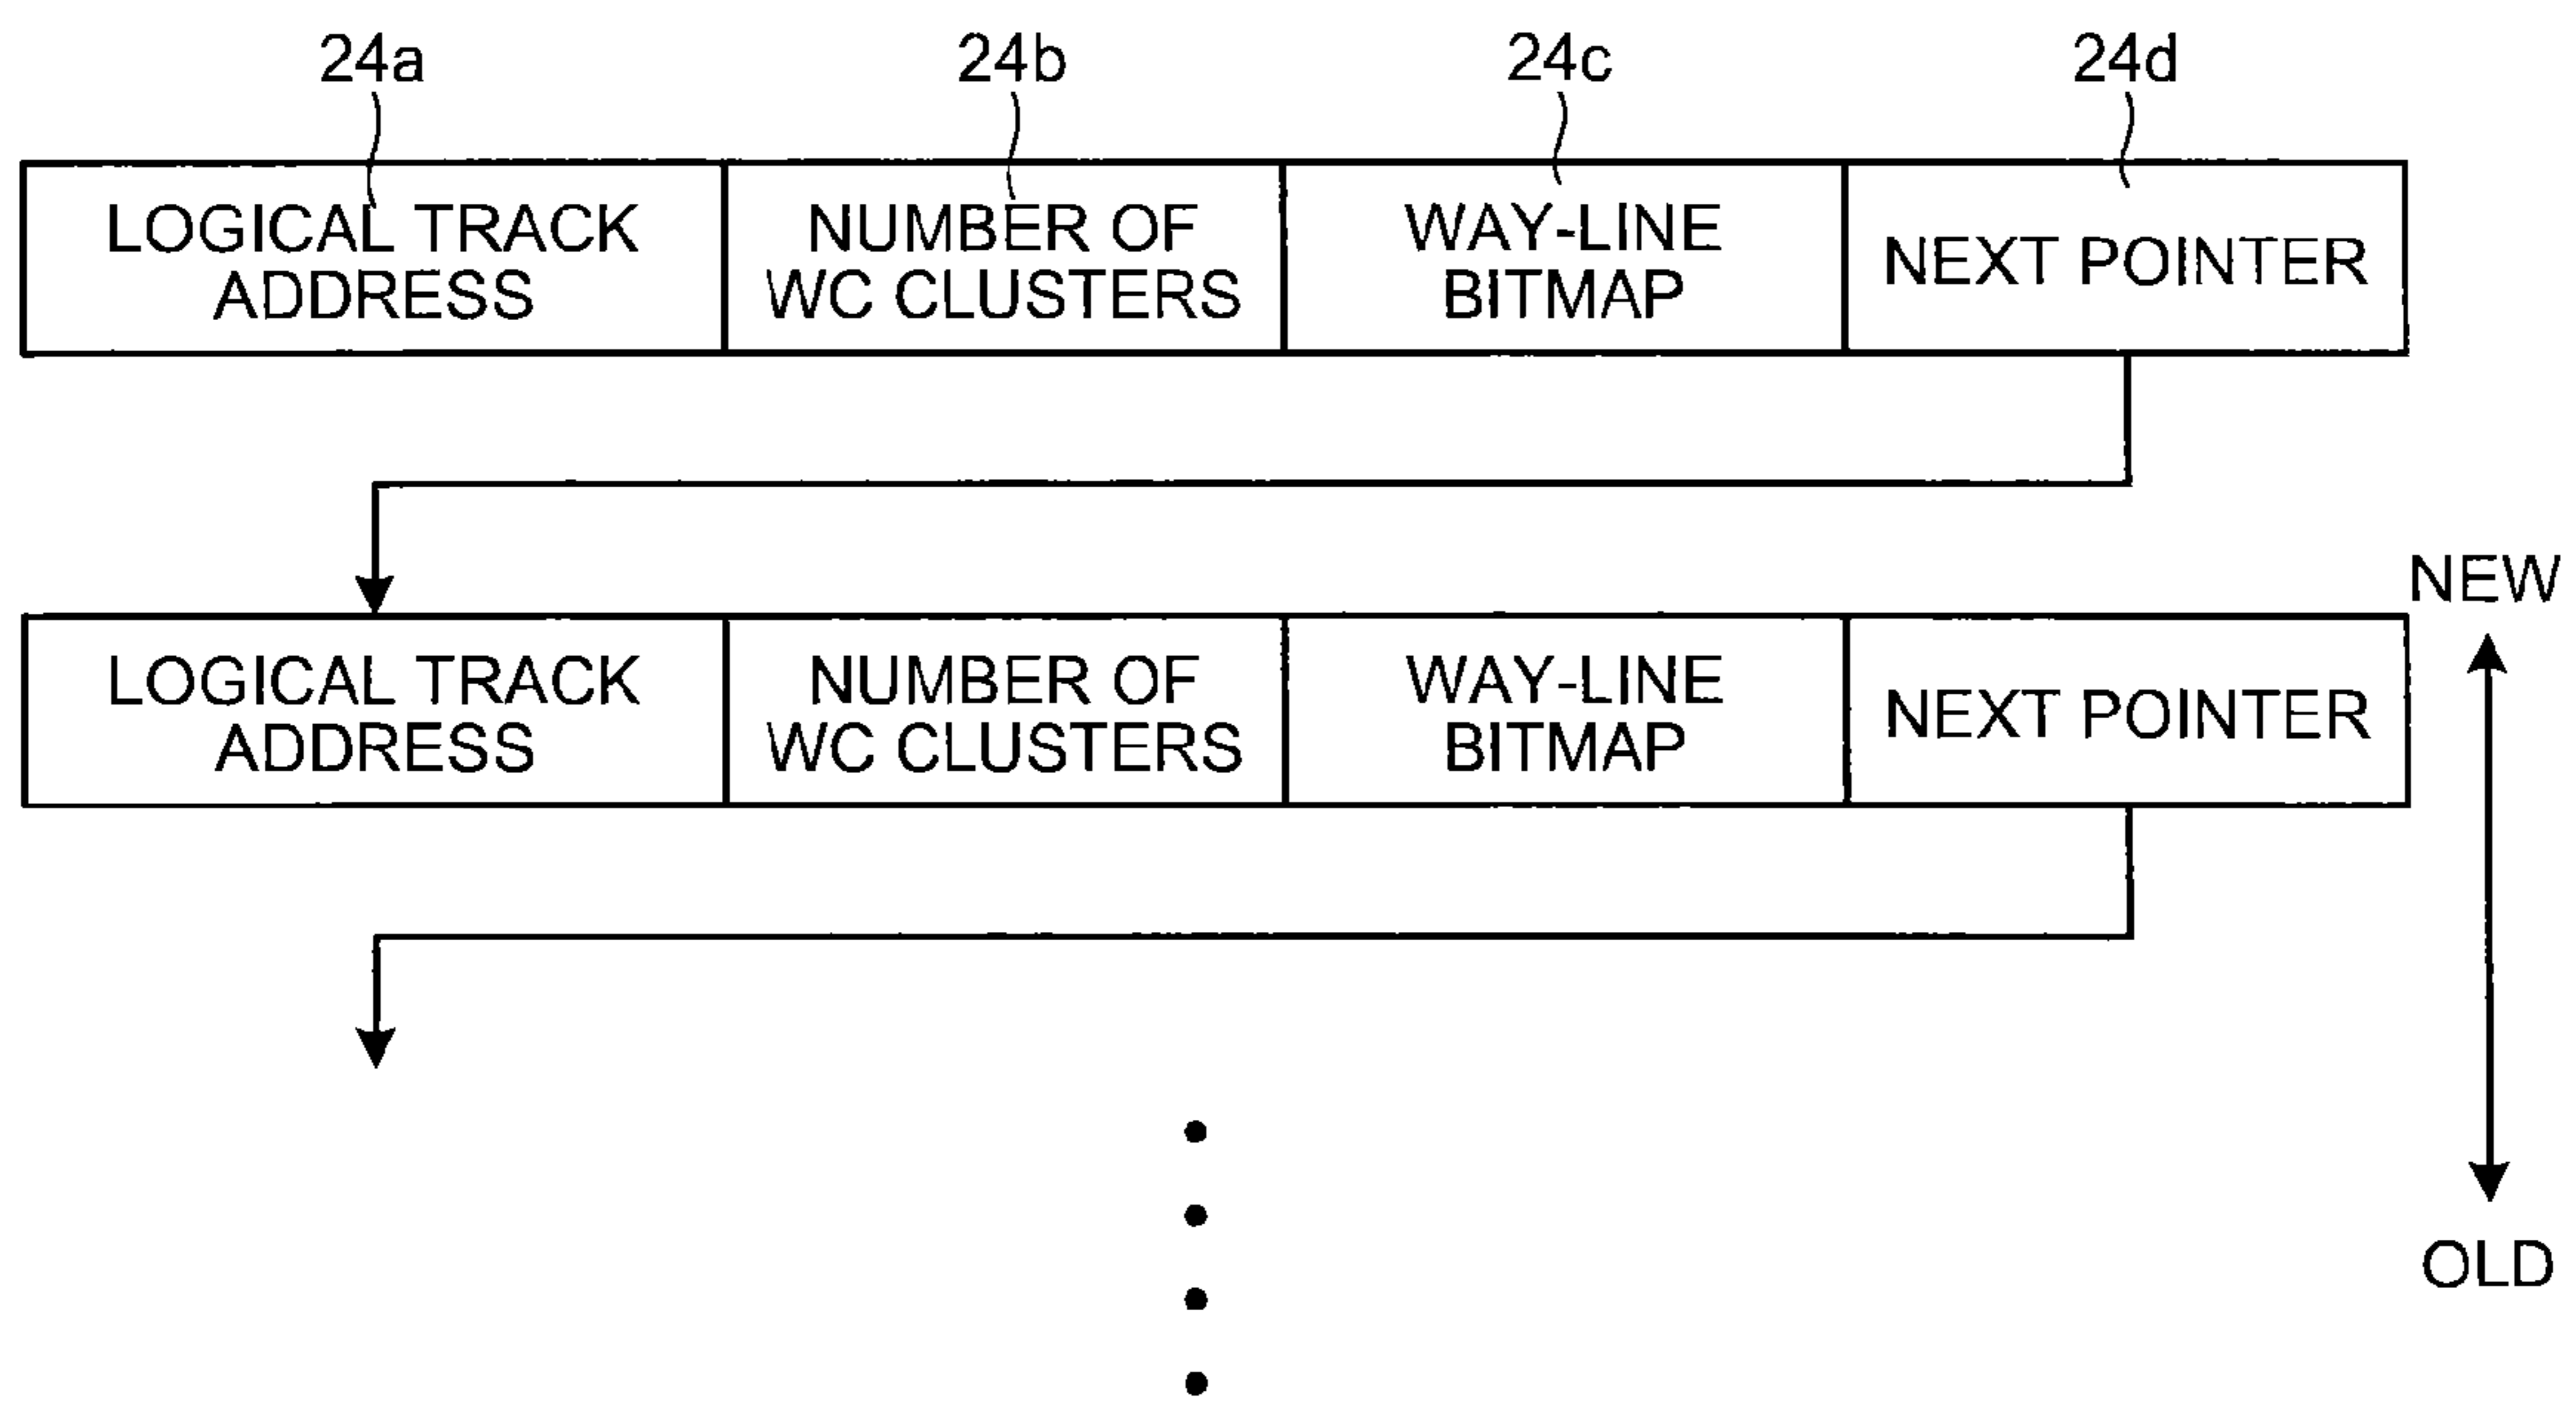 24a 24b 24c 24d
LOGICAL TRACK ADDRESS
NUMBER OF WC CLUSTERS
WAY-LINE BITMAP
NEXT POINTER
NEW
LOGICAL TRACK ADDRESS
NUMBER OF WC CLUSTERS
WAY-LINE BITMAP
NEXT POINTER
OLD